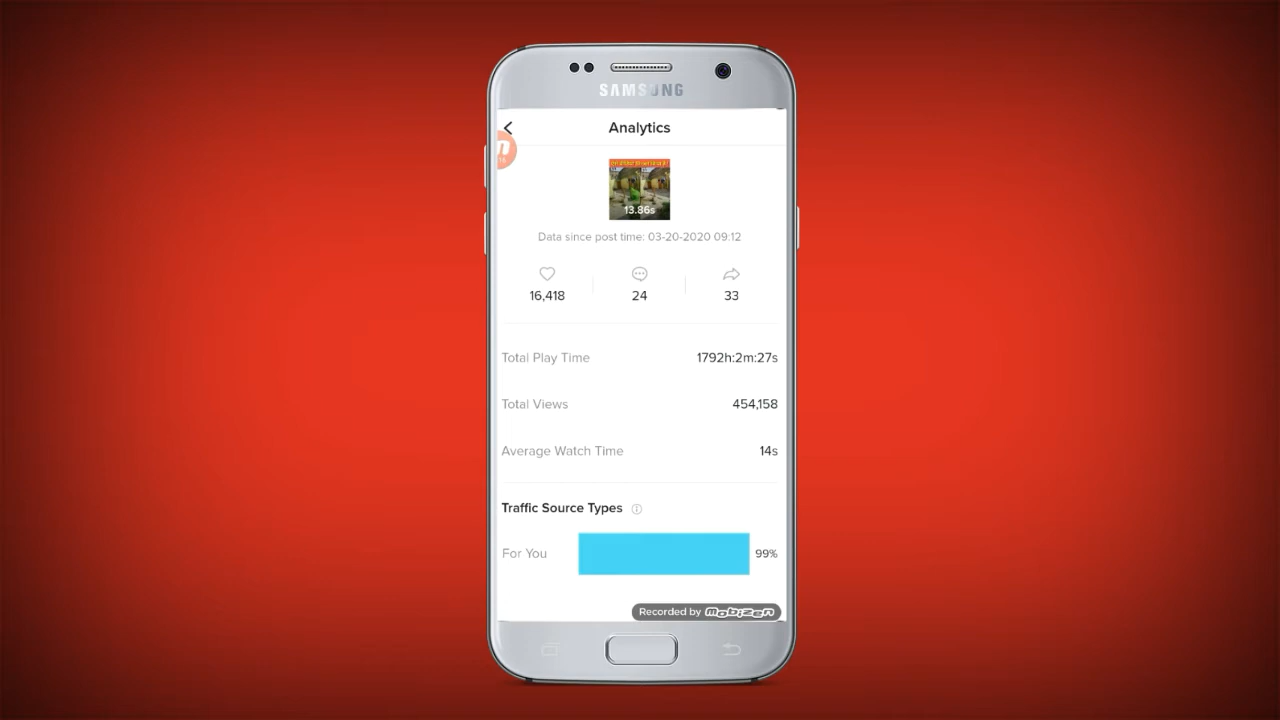 SAMSUNG
Analytics
13.86s
Data since post time: 03-20-2020 09:12
16,418
24
33
Total Play Time
1792h:2m:27s
Total Views
454,158
Average Watch Time
14s
Traffic Source Types
For You
99%
Recorded by Mobizen